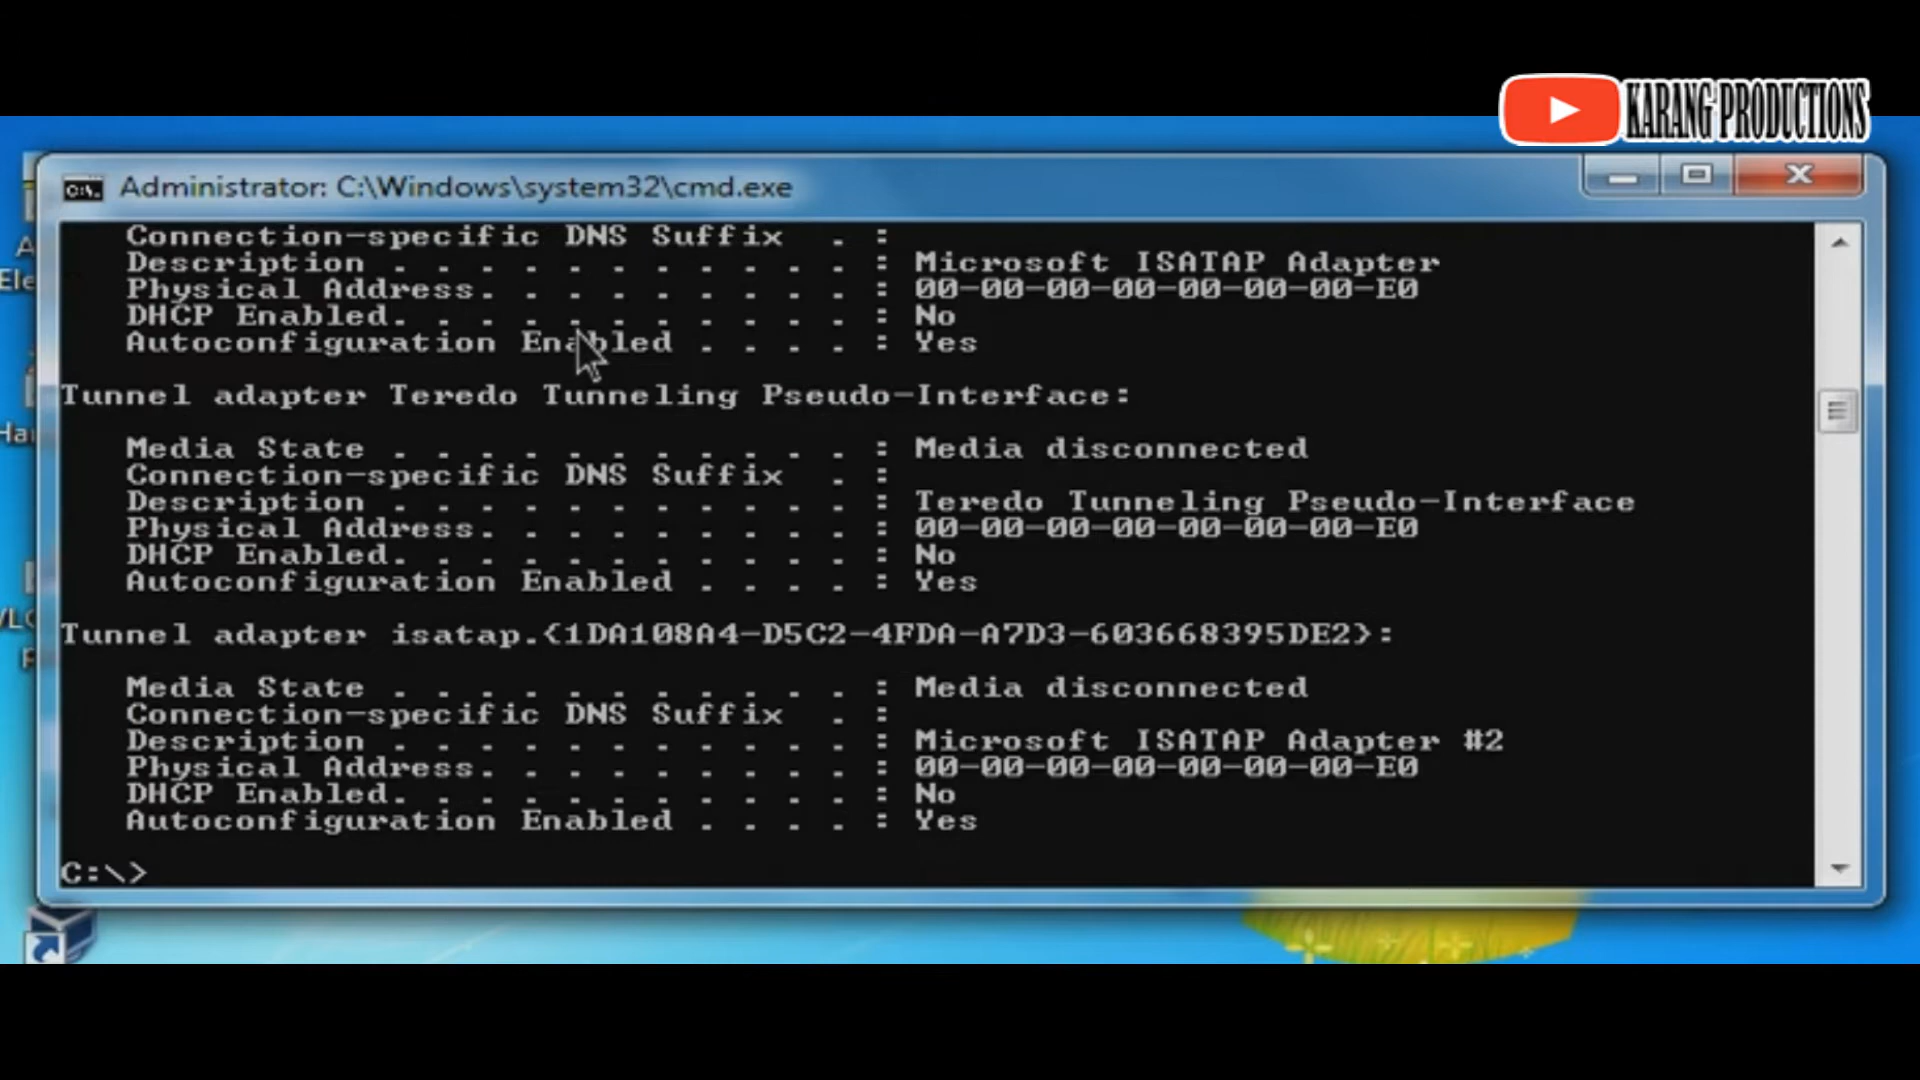 KARANG PRODUCTIONS
Administrator: C:\Windows\system32\cmd.exe
Connection-specific DNS Suffix . :
Description . . . . . . . . . . . : Microsoft ISATAP Adapter
Physical Address. . . . . . . . . : 00-00-00-00-00-00-00-E0
DHCP Enabled. . . . . . . . . . . : No
Autoconfiguration Enabled . . . . : Yes
Tunnel adapter Teredo Tunneling Pseudo-Interface:
Media State . . . . . . . . . . . : Media disconnected
Connection-specific DNS Suffix . :
Description . . . . . . . . . . . : Teredo Tunneling Pseudo-Interface
Physical Address. . . . . . . . . : 00-00-00-00-00-00-00-E0
DHCP Enabled. . . . . . . . . . . : No
Autoconfiguration Enabled . . . . : Yes
Tunnel adapter isatap.{1DA108A4-D5C2-4FDA-A7D3-603668395DE2}:
Media State . . . . . . . . . . . : Media disconnected
Connection-specific DNS Suffix . :
Description . . . . . . . . . . . : Microsoft ISATAP Adapter #2
Physical Address. . . . . . . . . : 00-00-00-00-00-00-00-E0
DHCP Enabled. . . . . . . . . . . : No
Autoconfiguration Enabled . . . . : Yes
C:\>